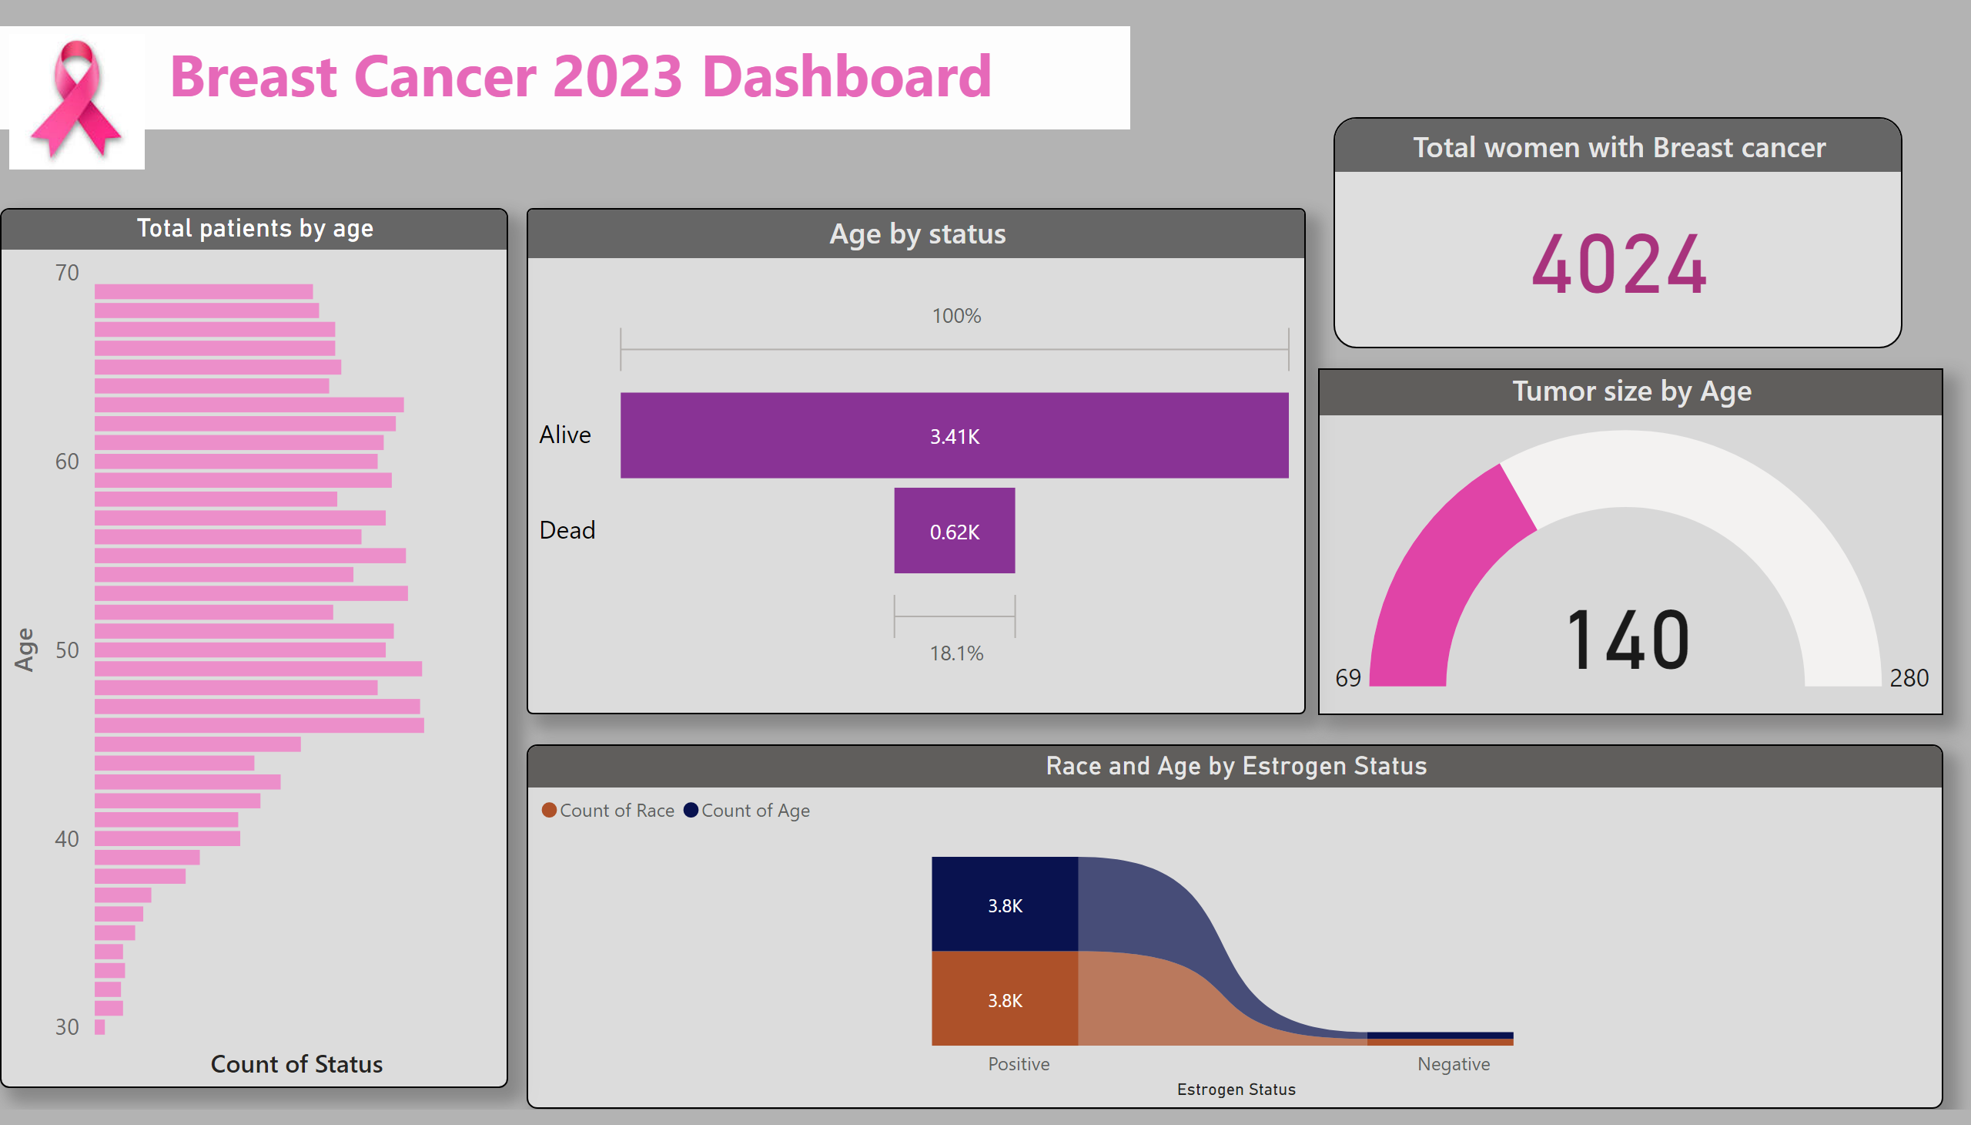 Breast Cancer 2023 Dashboard
Total women with Breast cancer
4024
Total patients by age
70
60
50
40
30
Age
Count of Status
Age by status
100%
Alive
3.41K
Dead
0.62K
18.1%
Tumor size by Age
140
69
280
Race and Age by Estrogen Status
Count of Race Count of Age
3.8K
3.8K
Positive Negative
Estrogen Status